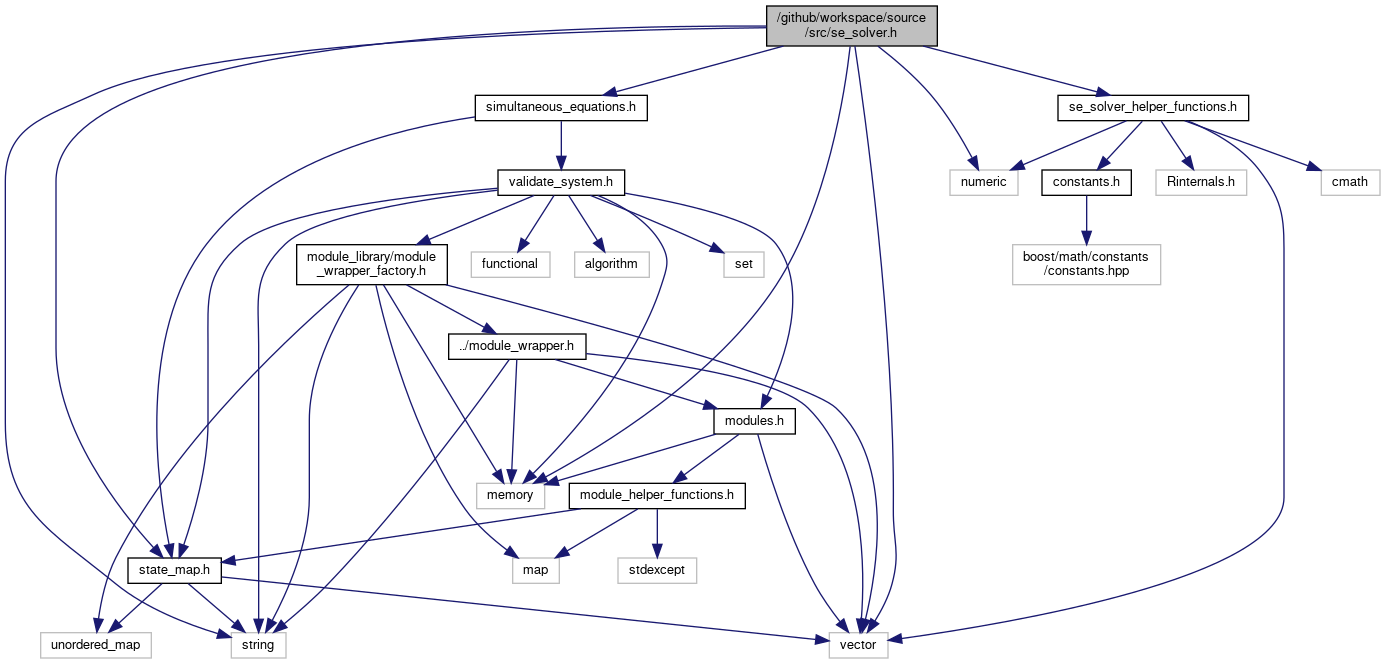 /github/workspace/source
/src/se_solver.h
simultaneous_equations.h
se_solver_helper_functions.h
validate_system.h
numeric
constants.h
Rinternals.h
cmath
module_library/module
_wrapper_factory.h
functional
algorithm
set
boost/math/constants
/constants.hpp
../module_wrapper.h
modules.h
memory
module_helper_functions.h
state_map.h
map
stdexcept
unordered_map
string
vector